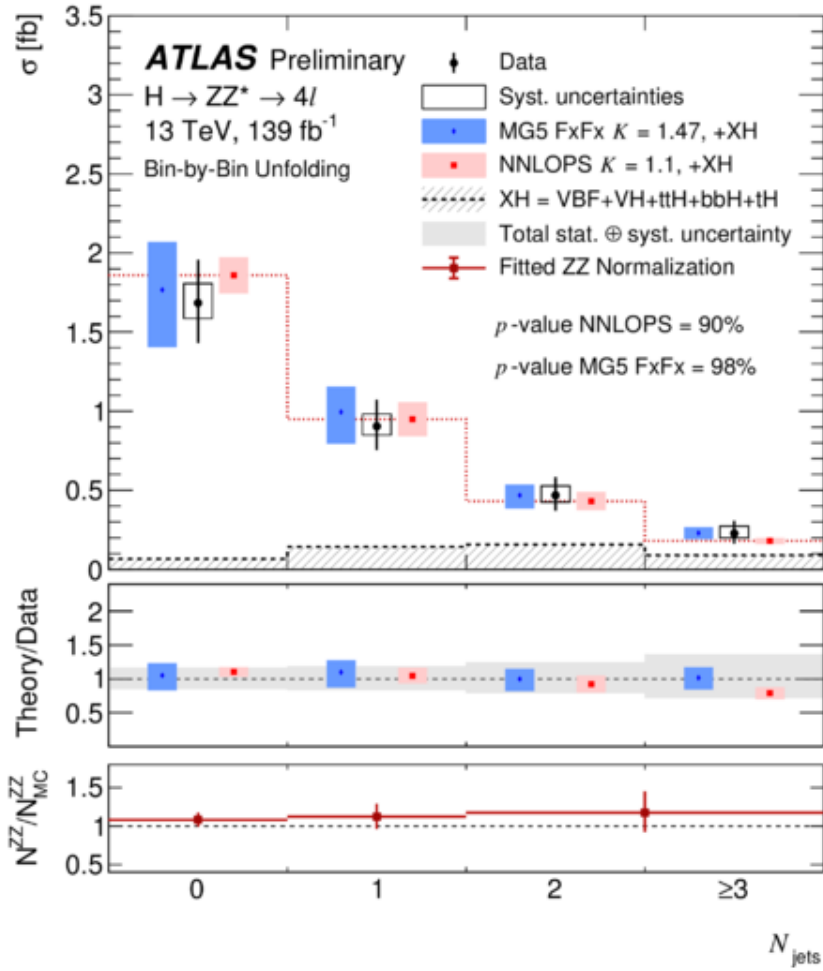 σ [fb]
3.5
3
2.5
2
1.5
1
0.5
0
ATLAS Preliminary
H → ZZ* → 4l
13 TeV, 139 fb⁻¹
Bin-by-Bin Unfolding
Data
Syst. uncertainties
MG5 FxFx K = 1.47, +XH
NNLOPS K = 1.1, +XH
XH = VBF+VH+ttH+bbH+tH
Total stat. ⊕ syst. uncertainty
Fitted ZZ Normalization
p-value NNLOPS = 90%
p-value MG5 FxFx = 98%
Theory/Data
2
1.5
1
0.5
N^ZZ/N^ZZ_MC
1.5
1
0.5
0 1 2 ≥3
N_jets